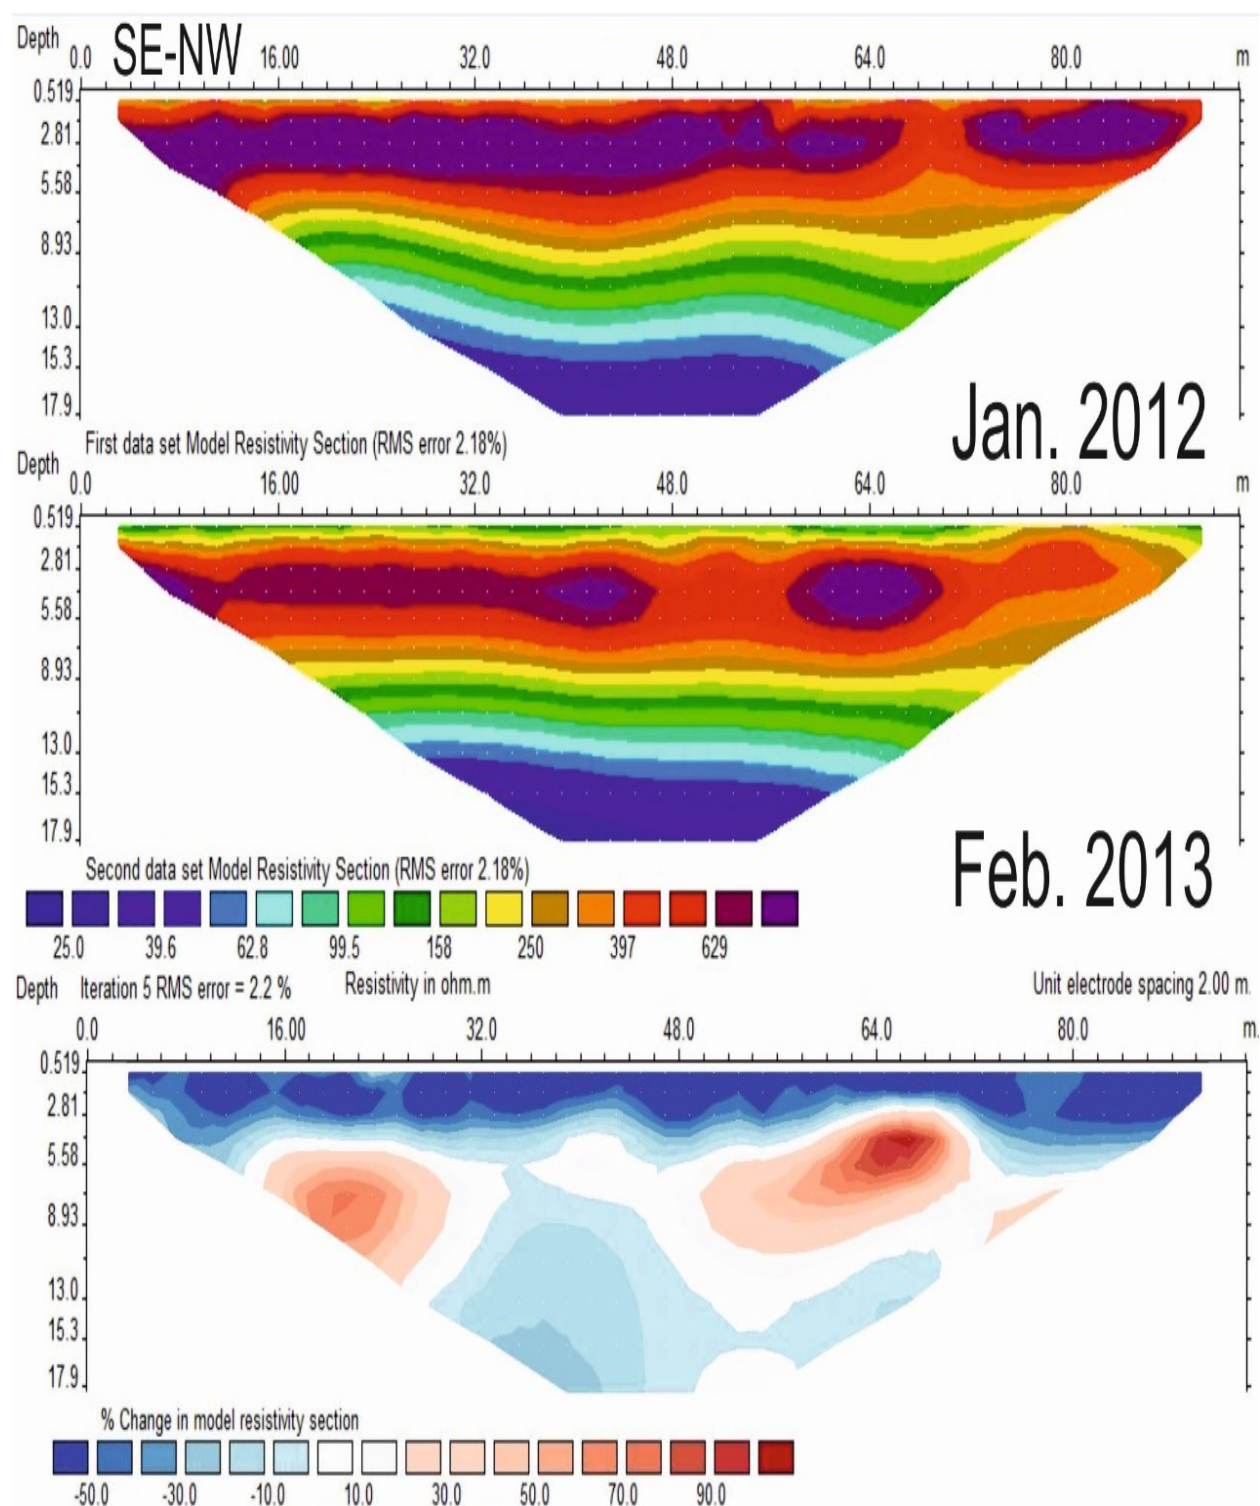 Depth 0.0 SE-NW 16.00 32.0 48.0 64.0 80.0 m
0.519
2.81
5.58
8.93
13.0
15.3
17.9
Jan. 2012
First data set Model Resistivity Section (RMS error 2.18%)
Depth 0.0 16.00 32.0 48.0 64.0 80.0 m
0.519
2.81
5.58
8.93
13.0
15.3
17.9
Feb. 2013
Second data set Model Resistivity Section (RMS error 2.18%)
25.0 39.6 62.8 99.5 158 250 397 629
Depth Iteration 5 RMS error = 2.2 % Resistivity in ohm.m Unit electrode spacing 2.00 m.
0.0 16.00 32.0 48.0 64.0 80.0 m.
0.519
2.81
5.58
8.93
13.0
15.3
17.9
% Change in model resistivity section
-50.0 -30.0 -10.0 10.0 30.0 50.0 70.0 90.0